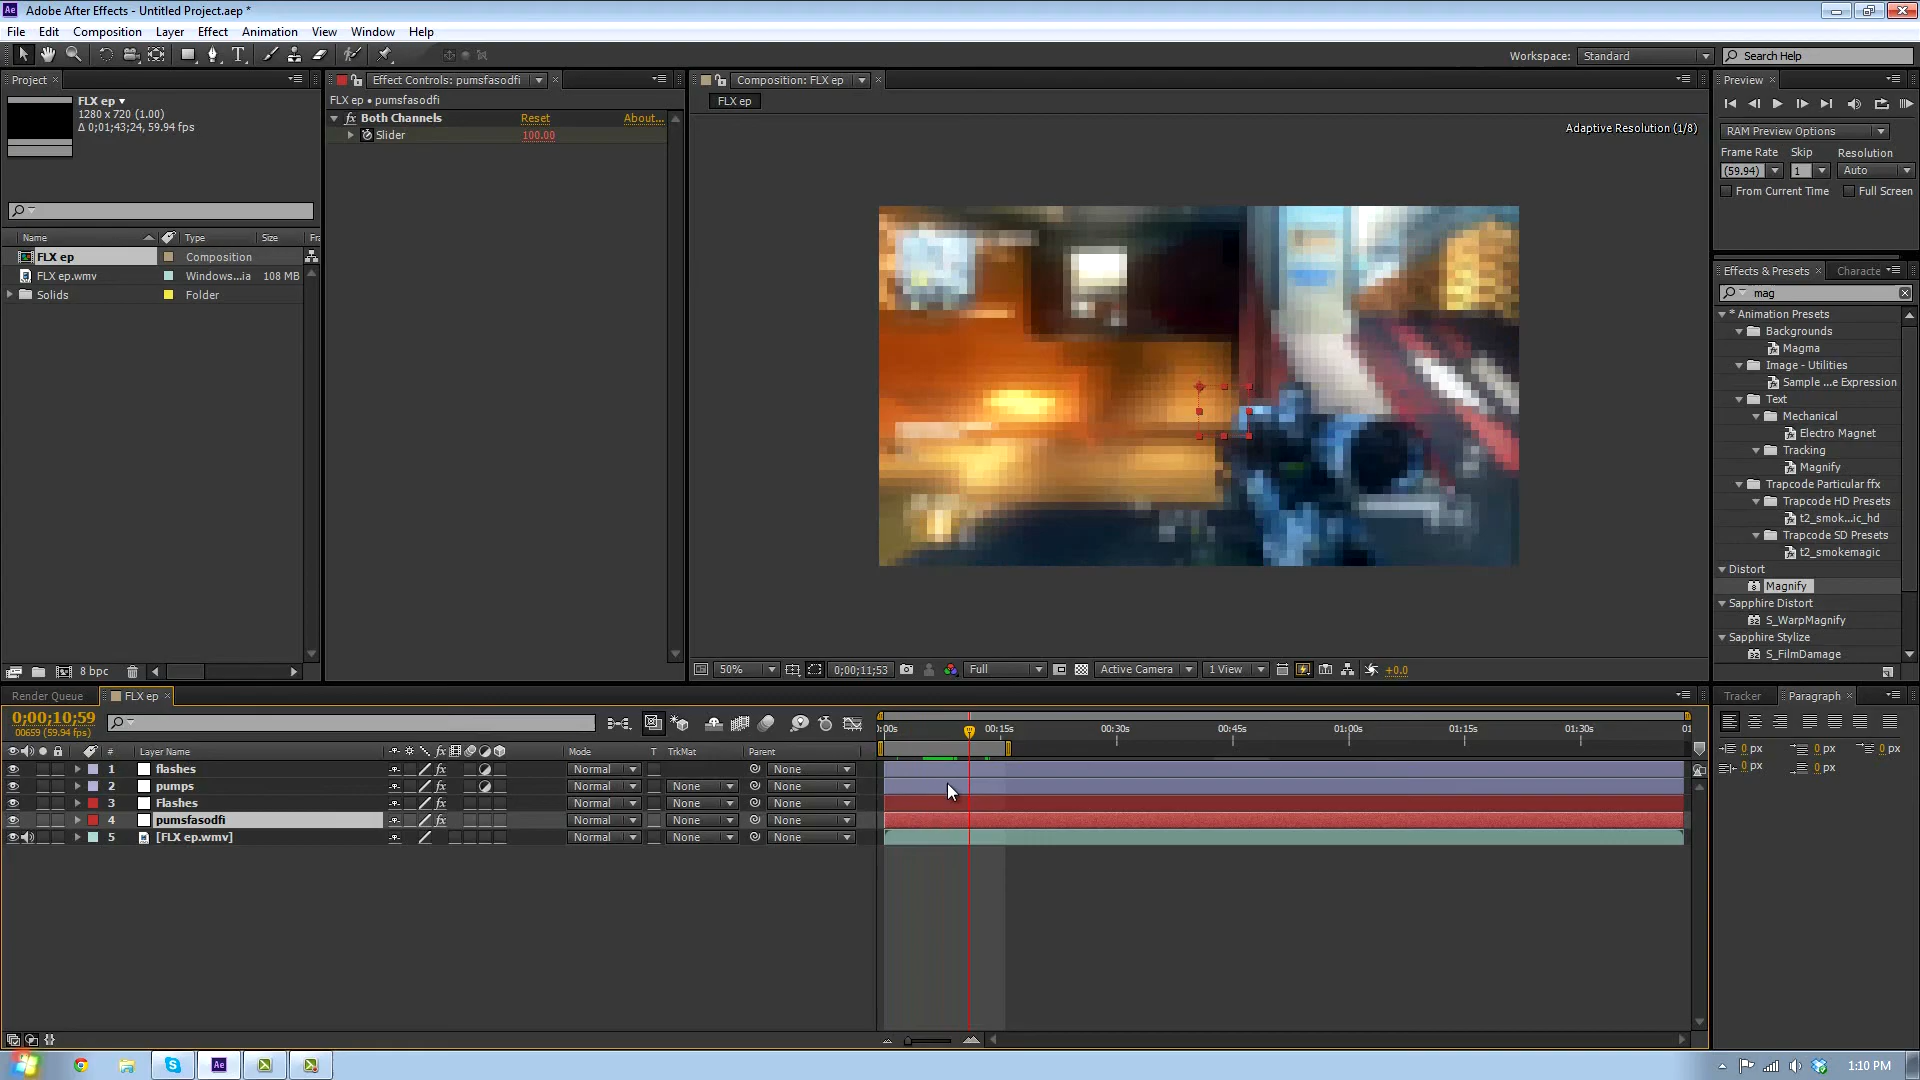 Adobe After Effects - Untitled Project.aep *
File Edit Composition Layer Effect Animation View Window Help
Workspace: Standard Search Help
Project
FLX ep
1280 x 720 (1.00)
Δ 0;01;43;24, 59.94 fps
Name Type Size Fr
FLX ep Composition
FLX ep.wmv Windows...ia 108 MB
Solids Folder
8 bpc
Effect Controls: pumsfasodfi
FLX ep • pumsfasodfi
fx Both Channels Reset About...
Slider 100.00
Composition: FLX ep
FLX ep
Adaptive Resolution (1/8)
50% 0;00;11;53 Full Active Camera 1 View +0.0
Preview
RAM Preview Options
Frame Rate Skip Resolution
(59.94) 1 Auto
From Current Time Full Screen
Effects & Presets Characte
mag
* Animation Presets
Backgrounds
Magma
Image - Utilities
Sample ...e Expression
Text
Mechanical
Electro Magnet
Tracking
Magnify
Trapcode Particular ffx
Trapcode HD Presets
t2_smok...ic_hd
Trapcode SD Presets
t2_smokemagic
Distort
Magnify
Sapphire Distort
S_WarpMagnify
Sapphire Stylize
S_FilmDamage
Render Queue FLX ep
0;00;10;59
00659 (59.94 fps)
# Layer Name fx Mode T TrkMat Parent
1 flashes fx Normal None
2 pumps fx Normal None None
3 Flashes fx Normal None None
4 pumsfasodfi fx Normal None None
5 [FLX ep.wmv] Normal None None
):00s 00:15s 00:30s 00:45s 01:00s 01:15s 01:30s 01
Tracker Paragraph
0 px 0 px 0 px
0 px 0 px
Ae
1:10 PM